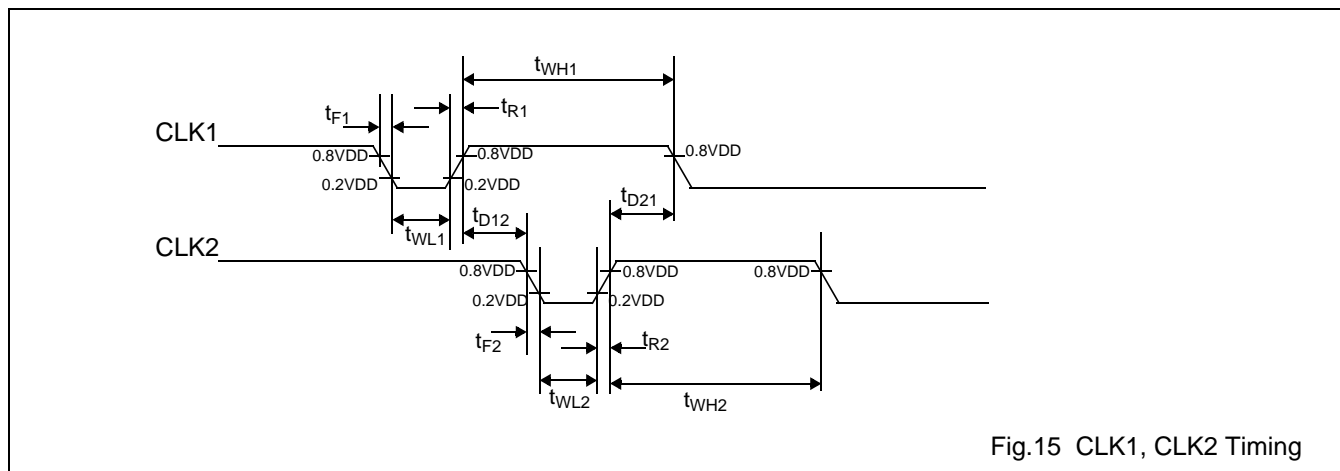 tWH1
tF1
tR1
CLK1
0.8VDD
0.8VDD
0.8VDD
0.2VDD
0.2VDD
tD12
tD21
tWL1
CLK2
0.8VDD
0.8VDD
0.8VDD
0.2VDD
0.2VDD
tF2
tR2
tWL2
tWH2
Fig.15 CLK1, CLK2 Timing